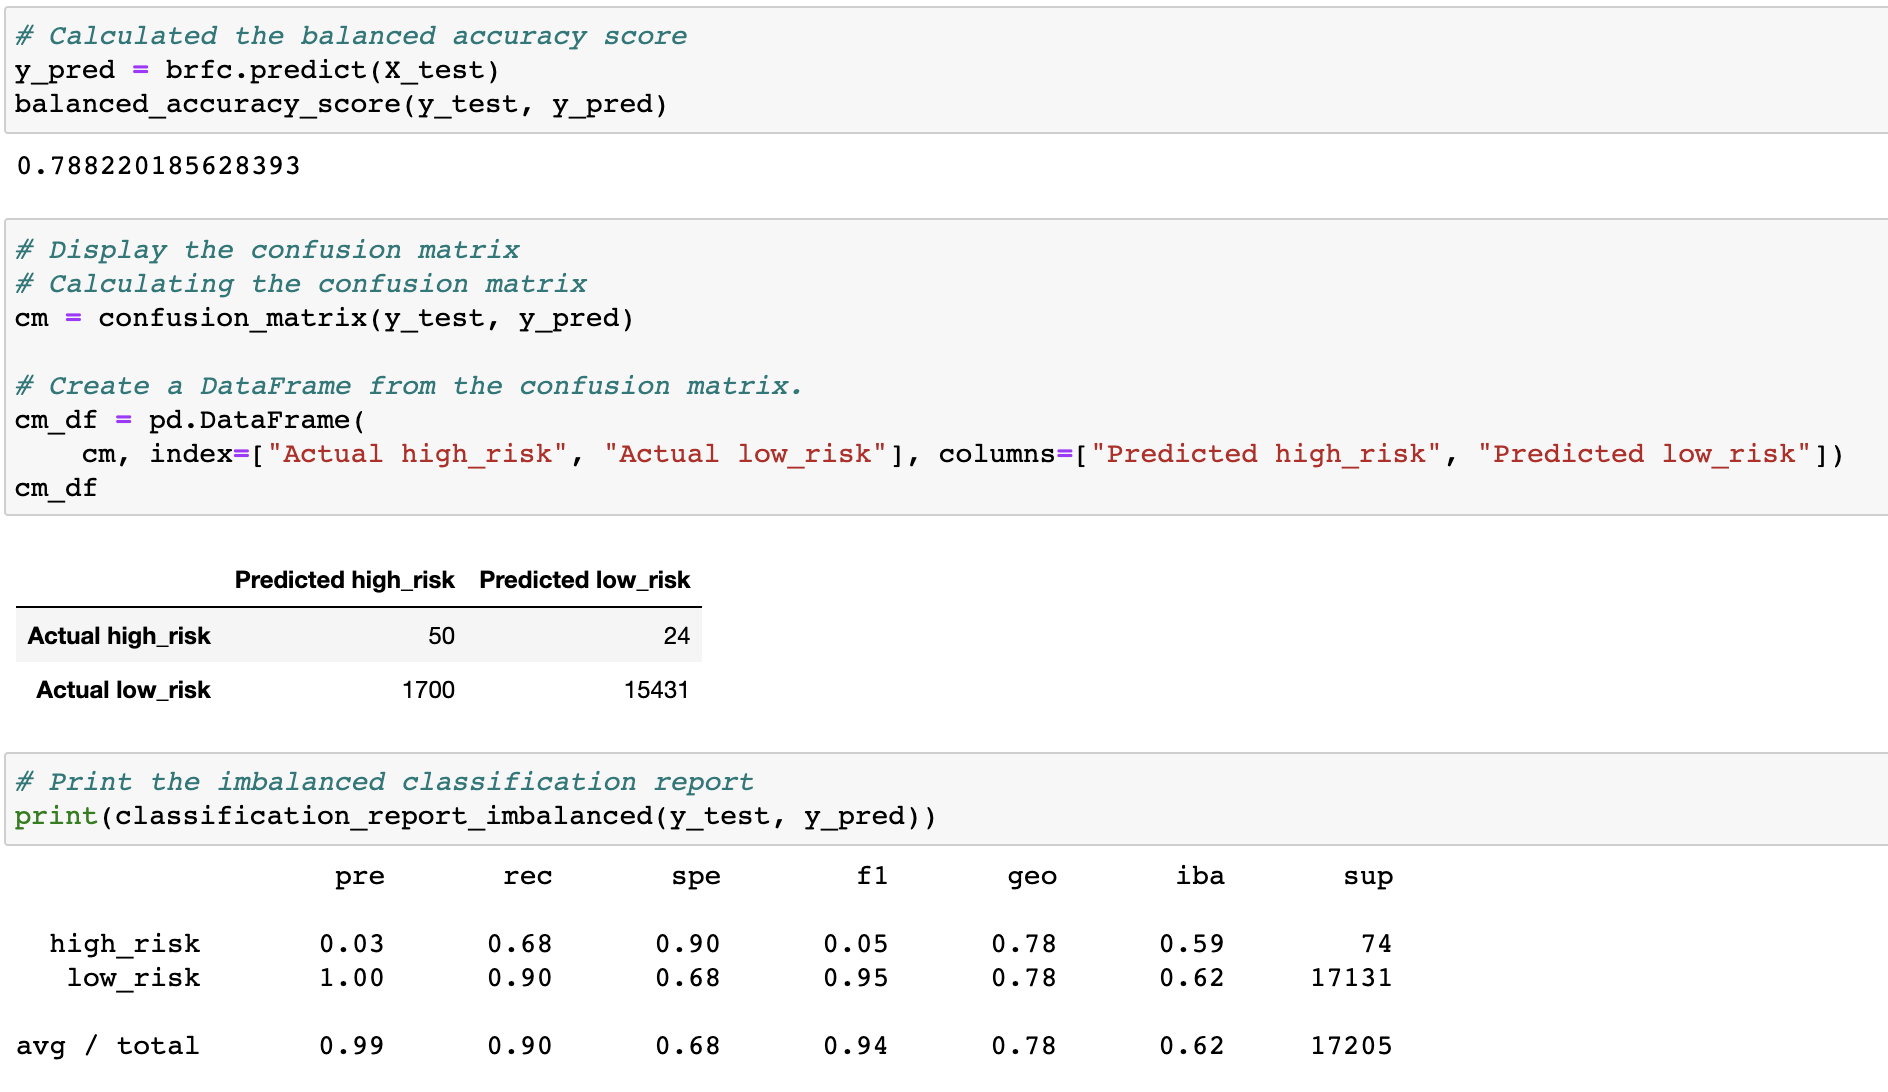 # Calculated the balanced accuracy score
y_pred = brfc.predict(X_test)
balanced_accuracy_score(y_test, y_pred)
0.788220185628393
# Display the confusion matrix
# Calculating the confusion matrix
cm = confusion_matrix(y_test, y_pred)
# Create a DataFrame from the confusion matrix.
cm_df = pd.DataFrame(
    cm, index=["Actual high_risk", "Actual low_risk"], columns=["Predicted high_risk", "Predicted low_risk"])
cm_df
Predicted high_risk Predicted low_risk
Actual high_risk 50 24
Actual low_risk 1700 15431
# Print the imbalanced classification report
print(classification_report_imbalanced(y_test, y_pred))
pre rec spe f1 geo iba sup
high_risk 0.03 0.68 0.90 0.05 0.78 0.59 74
low_risk 1.00 0.90 0.68 0.95 0.78 0.62 17131
avg / total 0.99 0.90 0.68 0.94 0.78 0.62 17205